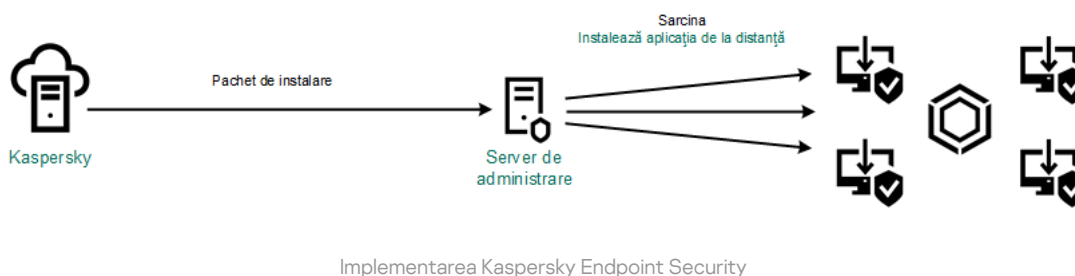 Sarcina
Instalează aplicația de la distanță
Pachet de instalare
Kaspersky
Server de
administrare
Implementarea Kaspersky Endpoint Security